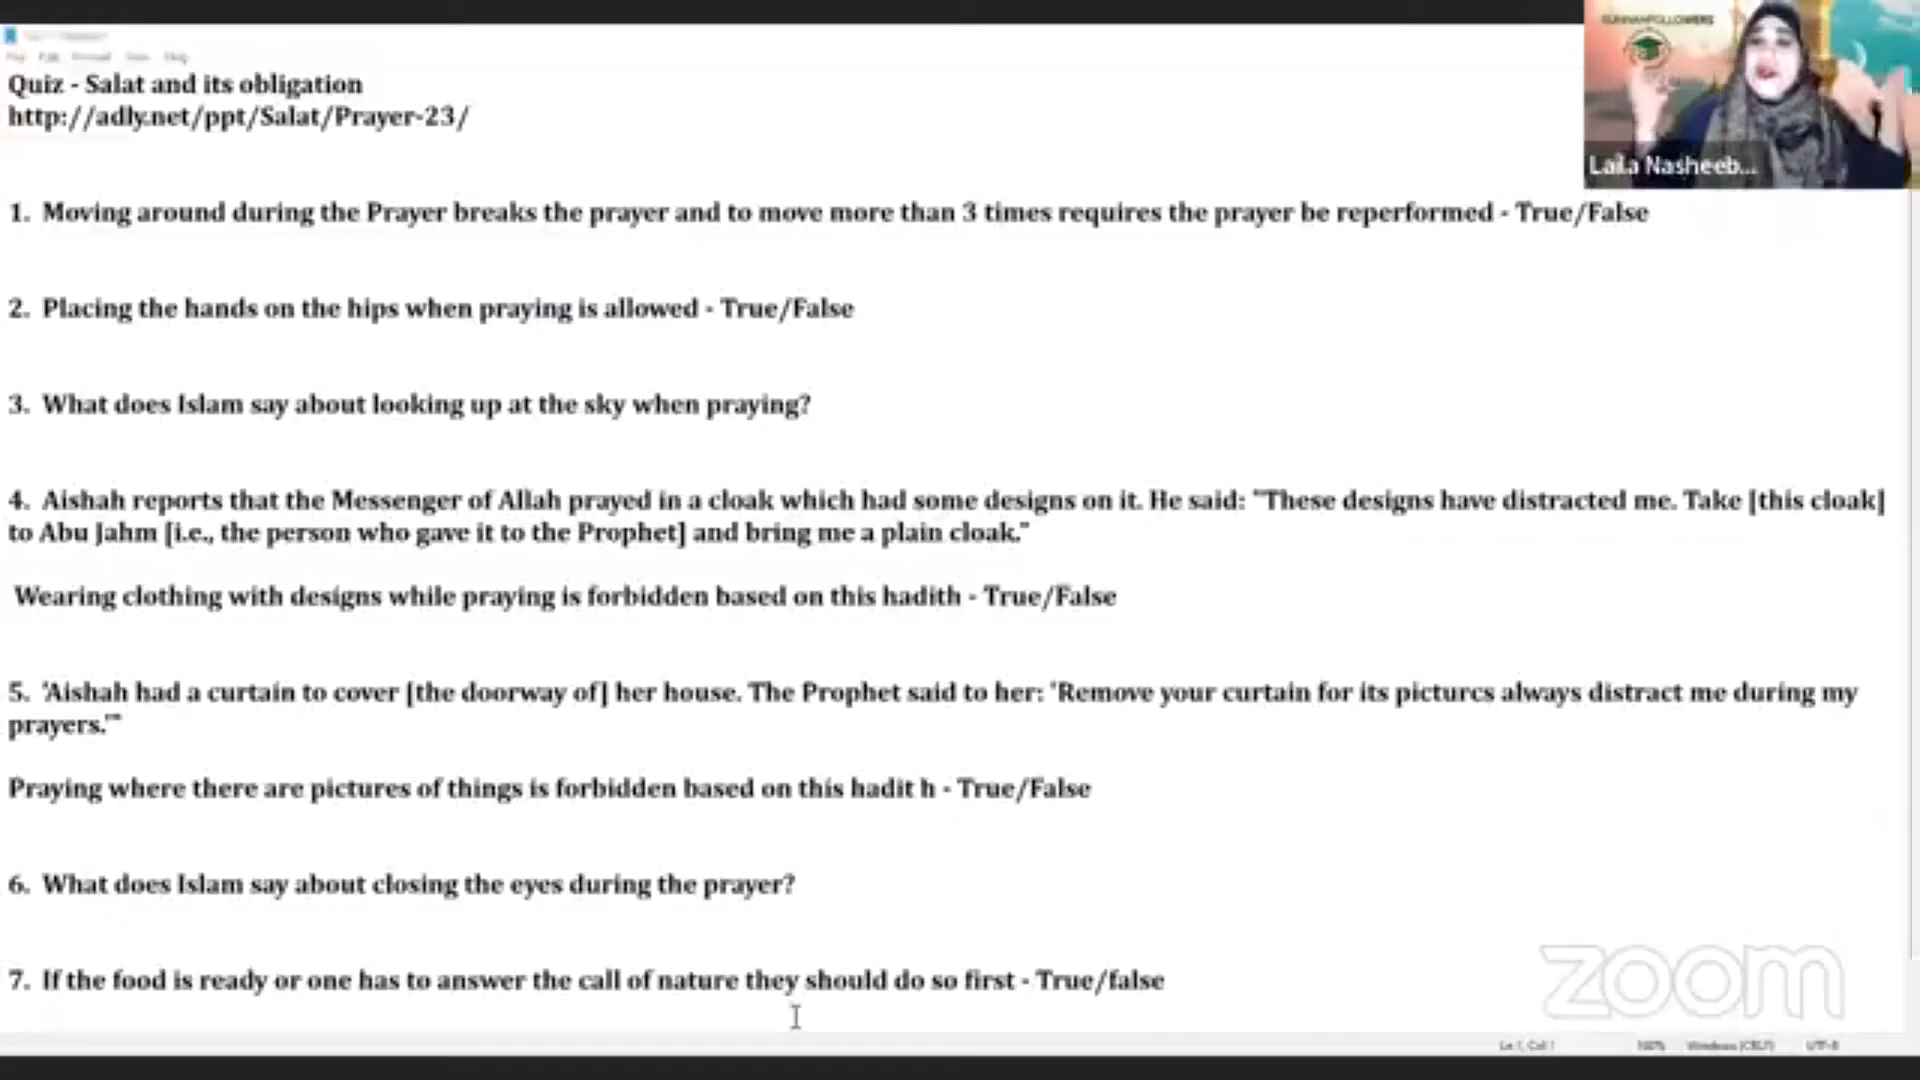 Quiz - Salat and its obligation
http://adly.net/ppt/Salat/Prayer-23/
SUNNAHFOLLOWERS
Laila Nasheeb...
1. Moving around during the Prayer breaks the prayer and to move more than 3 times requires the prayer be reperformed - True/False
2. Placing the hands on the hips when praying is allowed - True/False
3. What does Islam say about looking up at the sky when praying?
4. Aishah reports that the Messenger of Allah prayed in a cloak which had some designs on it. He said: "These designs have distracted me. Take [this cloak]
to Abu Jahm [i.e., the person who gave it to the Prophet] and bring me a plain cloak."
Wearing clothing with designs while praying is forbidden based on this hadith - True/False
5. 'Aishah had a curtain to cover [the doorway of] her house. The Prophet said to her: 'Remove your curtain for its pictures always distract me during my
prayers.'"
Praying where there are pictures of things is forbidden based on this hadit h - True/False
6. What does Islam say about closing the eyes during the prayer?
7. If the food is ready or one has to answer the call of nature they should do so first - True/false
zoom
Ln 1, Col 1 100% Windows (CRLF) UTF-8